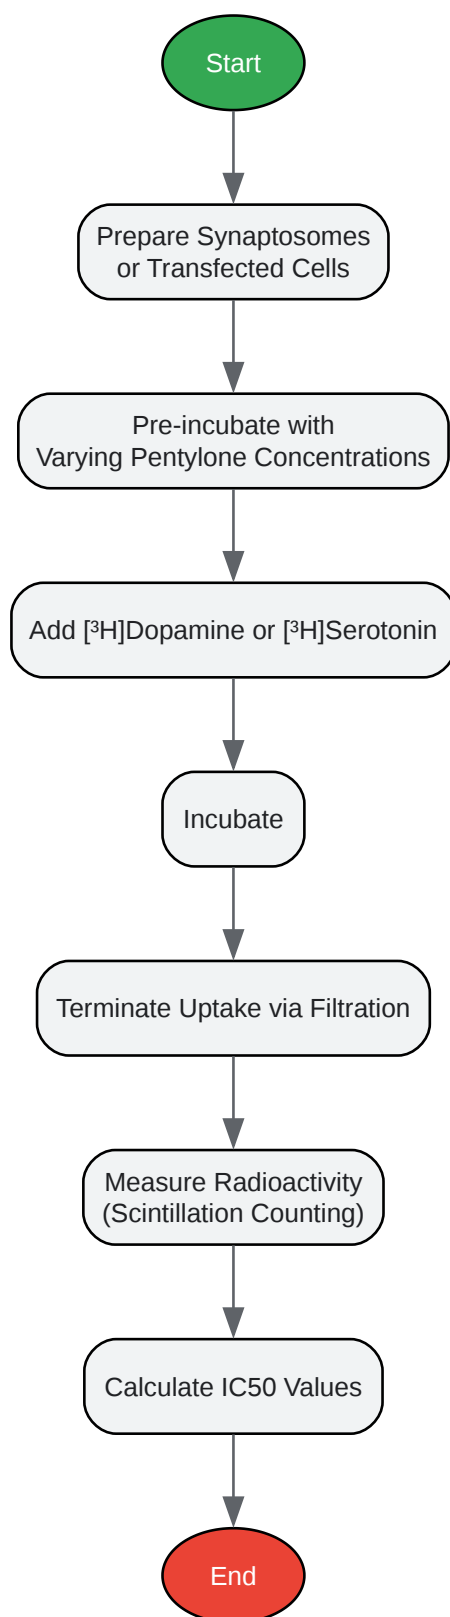 Start
Prepare Synaptosomes
or Transfected Cells
Pre-incubate with
Varying Pentylone Concentrations
Add [³H]Dopamine or [³H]Serotonin
Incubate
Terminate Uptake via Filtration
Measure Radioactivity
(Scintillation Counting)
Calculate IC50 Values
End